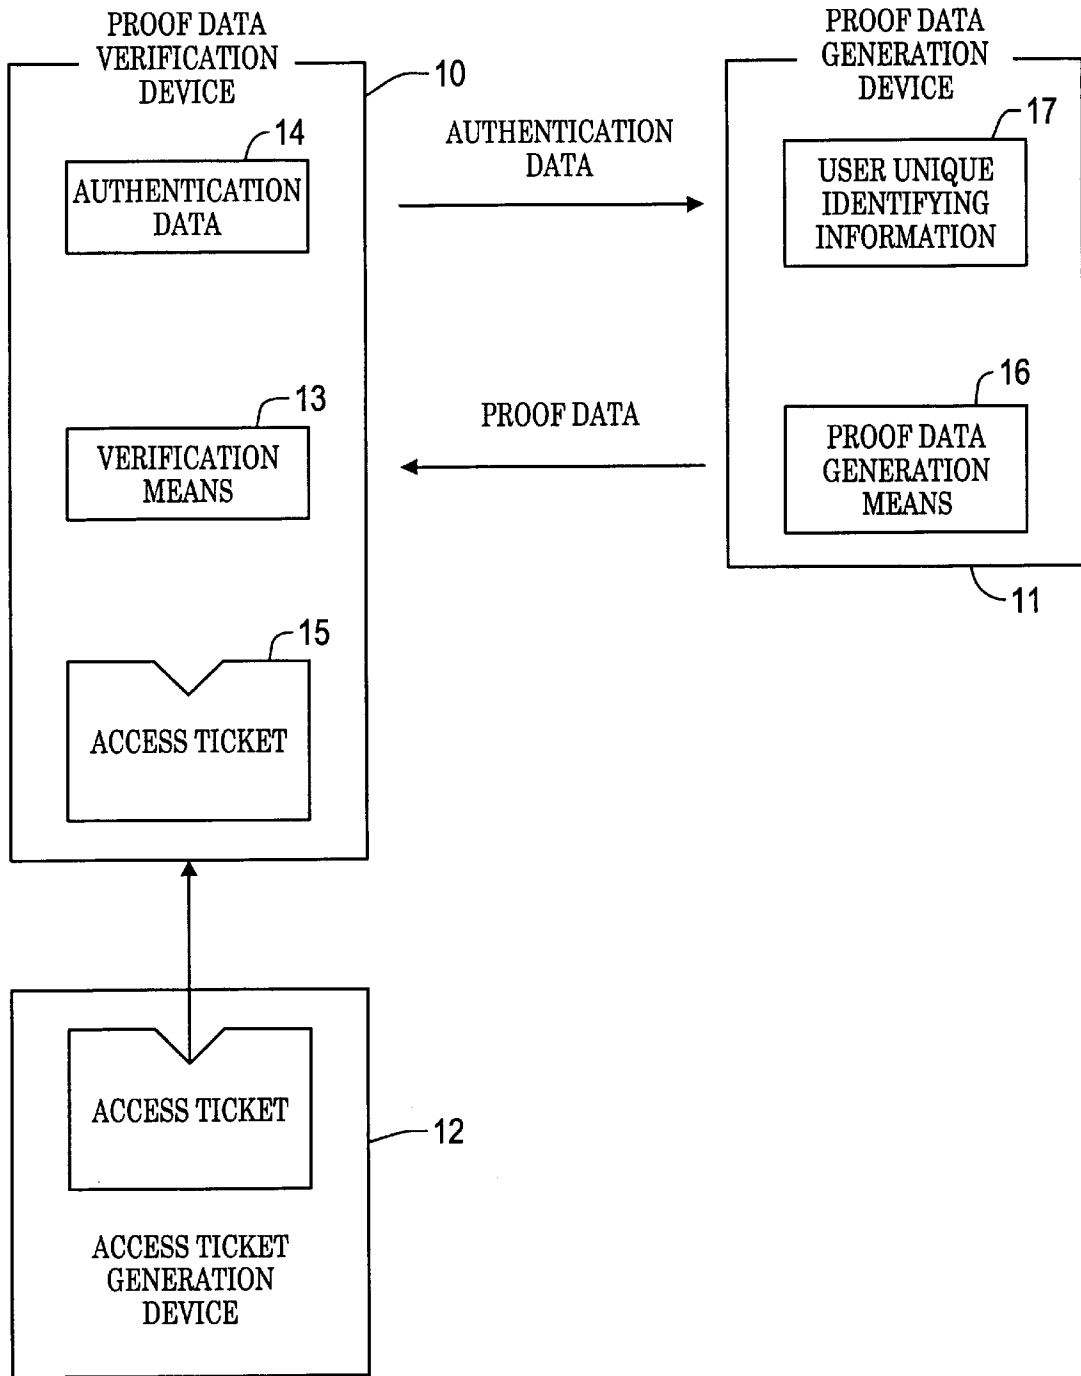 PROOF DATA
VERIFICATION
DEVICE
10
14
AUTHENTICATION
DATA
13
VERIFICATION
MEANS
15
ACCESS TICKET
AUTHENTICATION
DATA
PROOF DATA
PROOF DATA
GENERATION
DEVICE
17
USER UNIQUE
IDENTIFYING
INFORMATION
16
PROOF DATA
GENERATION
MEANS
11
ACCESS TICKET
12
ACCESS TICKET
GENERATION
DEVICE